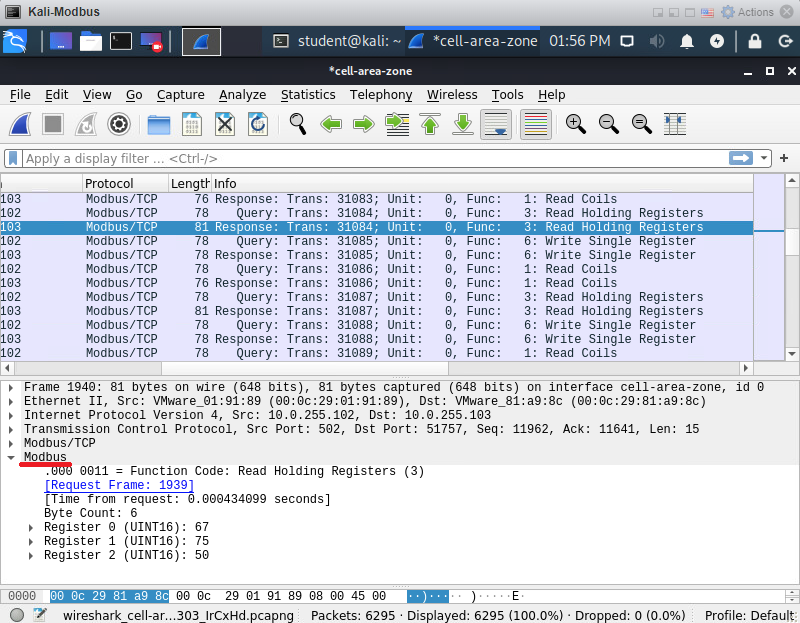 Kali-Modbus
Actions
student@kali: ~
*cell-area-zone
01:56 PM
*cell-area-zone
File Edit View Go Capture Analyze Statistics Telephony Wireless Tools Help
Apply a display filter ... <Ctrl-/>
Protocol Length Info
103 Modbus/TCP 76 Response: Trans: 31083; Unit: 0, Func: 1: Read Coils
102 Modbus/TCP 78 Query: Trans: 31084; Unit: 0, Func: 3: Read Holding Registers
103 Modbus/TCP 81 Response: Trans: 31084; Unit: 0, Func: 3: Read Holding Registers
102 Modbus/TCP 78 Query: Trans: 31085; Unit: 0, Func: 6: Write Single Register
103 Modbus/TCP 78 Response: Trans: 31085; Unit: 0, Func: 6: Write Single Register
102 Modbus/TCP 78 Query: Trans: 31086; Unit: 0, Func: 1: Read Coils
103 Modbus/TCP 76 Response: Trans: 31086; Unit: 0, Func: 1: Read Coils
102 Modbus/TCP 78 Query: Trans: 31087; Unit: 0, Func: 3: Read Holding Registers
103 Modbus/TCP 81 Response: Trans: 31087; Unit: 0, Func: 3: Read Holding Registers
102 Modbus/TCP 78 Query: Trans: 31088; Unit: 0, Func: 6: Write Single Register
103 Modbus/TCP 78 Response: Trans: 31088; Unit: 0, Func: 6: Write Single Register
102 Modbus/TCP 78 Query: Trans: 31089; Unit: 0, Func: 1: Read Coils
Frame 1940: 81 bytes on wire (648 bits), 81 bytes captured (648 bits) on interface cell-area-zone, id 0
Ethernet II, Src: VMware_01:91:89 (00:0c:29:01:91:89), Dst: VMware_81:a9:8c (00:0c:29:81:a9:8c)
Internet Protocol Version 4, Src: 10.0.255.102, Dst: 10.0.255.103
Transmission Control Protocol, Src Port: 502, Dst Port: 51757, Seq: 11962, Ack: 11641, Len: 15
Modbus/TCP
Modbus
.000 0011 = Function Code: Read Holding Registers (3)
[Request Frame: 1939]
[Time from request: 0.000434099 seconds]
Byte Count: 6
Register 0 (UINT16): 67
Register 1 (UINT16): 75
Register 2 (UINT16): 50
0000 00 0c 29 81 a9 8c 00 0c 29 01 91 89 08 00 45 00 ··)····· )·····E·
wireshark_cell-ar…303_IrCxHd.pcapng Packets: 6295 · Displayed: 6295 (100.0%) · Dropped: 0 (0.0%) Profile: Default